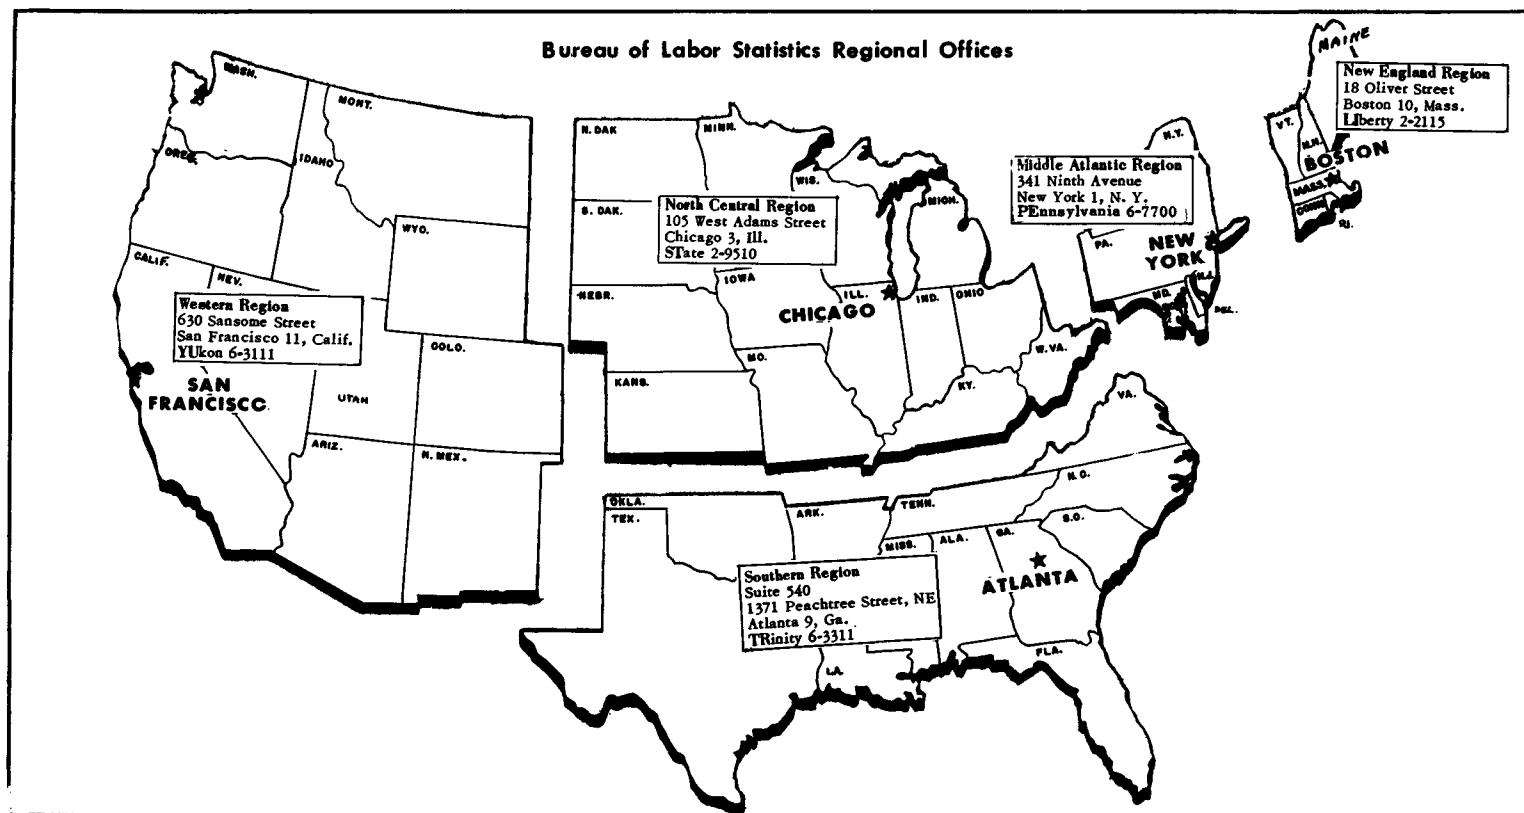 Bureau of Labor Statistics Regional Offices
MAINE
New England Region
18 Oliver Street
Boston 10, Mass.
LIberty 2-2115
VT.
N.H.
BOSTON
MASS.
CONN.
R.I.
N.Y.
Middle Atlantic Region
341 Ninth Avenue
New York 1, N. Y.
PEnnsylvania 6-7700
PA.
NEW
YORK
N.J.
MD.
DEL.
WASH.
MONT.
OREG.
IDAHO
WYO.
CALIF.
NEV.
Western Region
630 Sansome Street
San Francisco 11, Calif.
YUkon 6-3111
SAN
FRANCISCO
COLO.
UTAH
ARIZ.
N. MEX.
N. DAK
MINN.
WIS.
S. DAK.
MICH.
North Central Region
105 West Adams Street
Chicago 3, Ill.
STate 2-9510
IOWA
NEBR.
ILL.
IND.
OHIO
CHICAGO
MO.
W. VA.
KANS.
KY.
VA.
OKLA.
TEX.
ARK.
TENN.
N. C.
S.C.
MISS.
ALA.
GA.
Southern Region
Suite 540
1371 Peachtree Street, NE
Atlanta 9, Ga.
TRinity 6-3311
ATLANTA
LA.
FLA.